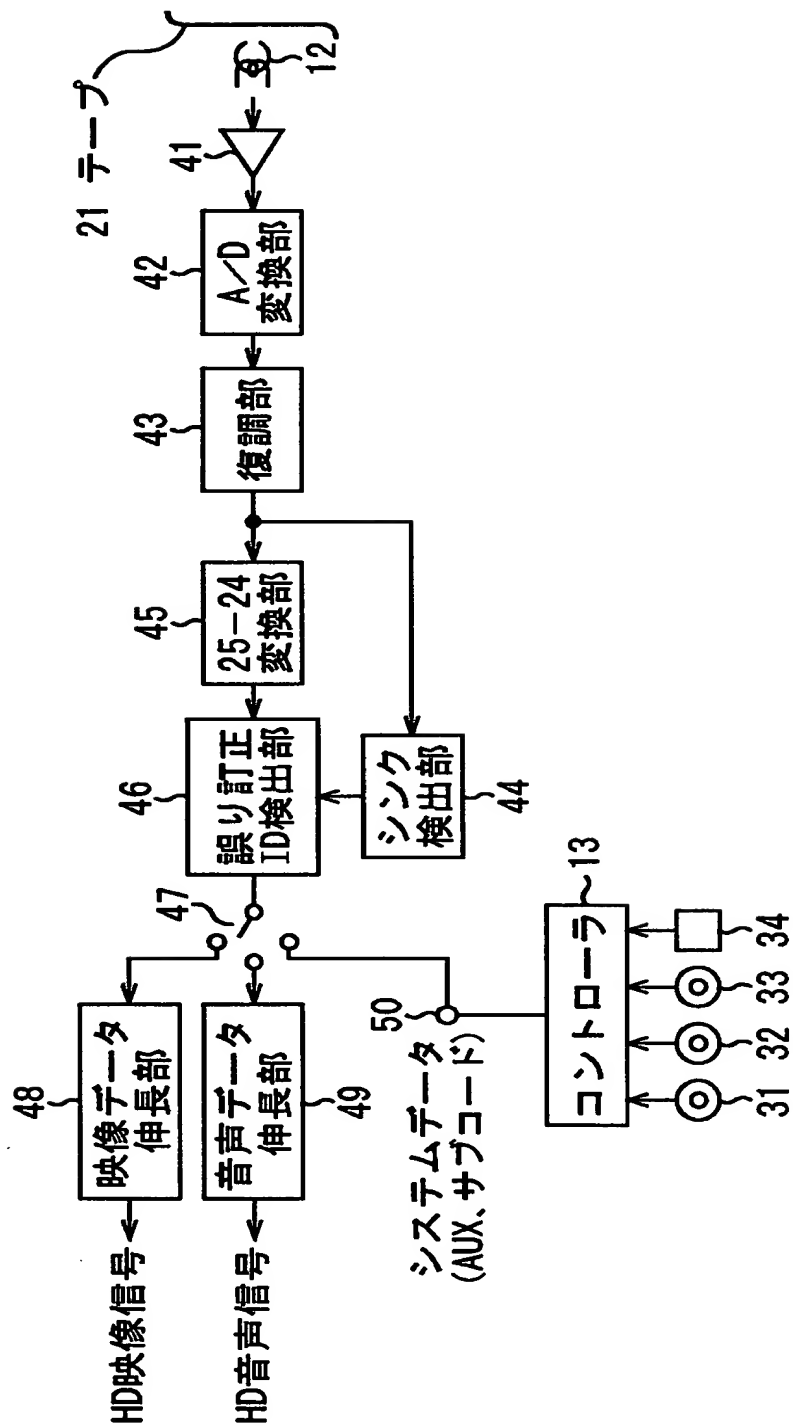 21 テープ
12
41
42
A/D
変換部
43
復調部
45
25-24
変換部
46
誤り訂正
ID検出部
シンク
検出部
44
47
48
映像データ
伸長部
HD映像信号
音声データ
伸長部
49
HD音声信号
50
システムデータ
(AUX、サブコード)
コントローラ
13
31
32
33
34